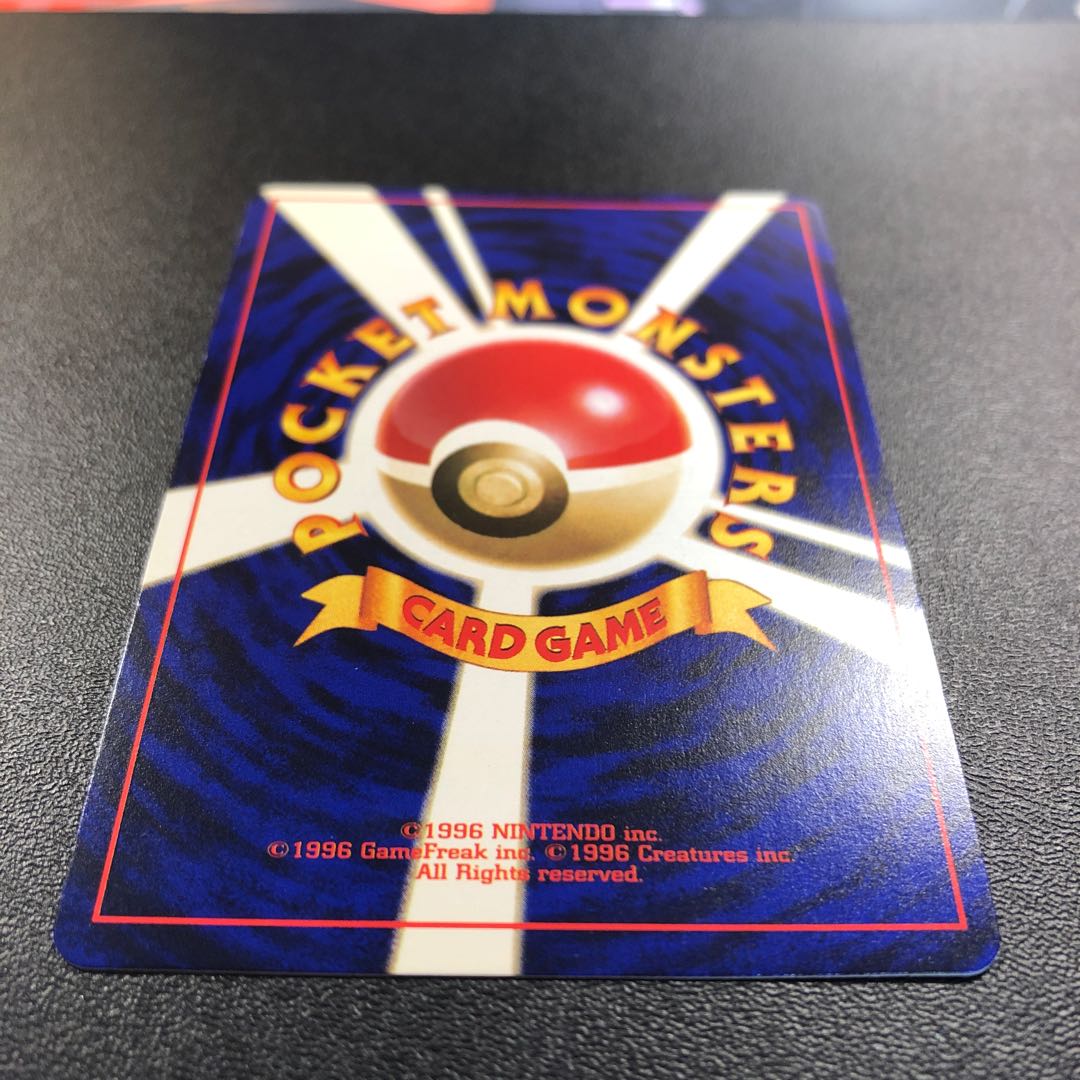 POCKET MONSTERS
CARD GAME
©1996 NINTENDO inc.
©1996 GameFreak inc. ©1996 Creatures inc.
All Rights reserved.